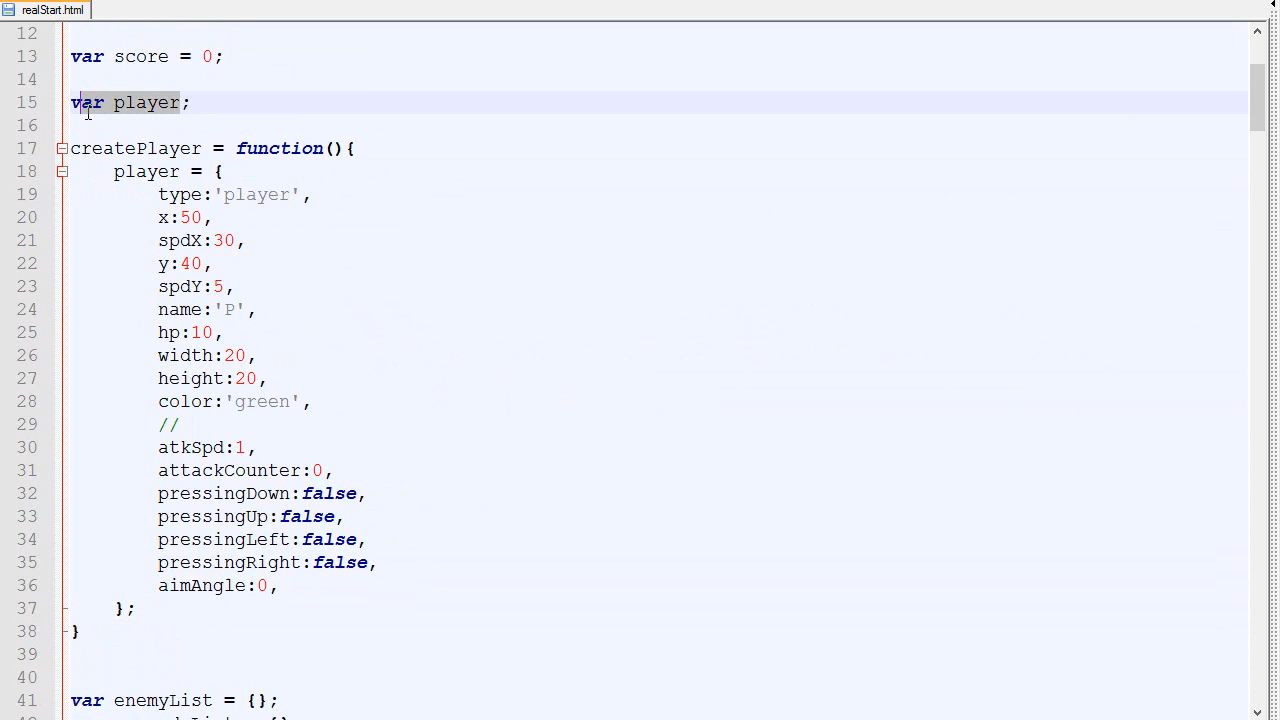 realStart.html
12
13 var score = 0;
14
15 var player;
16
17 createPlayer = function(){
18 player = {
19 type:'player',
20 x:50,
21 spdX:30,
22 y:40,
23 spdY:5,
24 name:'P',
25 hp:10,
26 width:20,
27 height:20,
28 color:'green',
29 //
30 atkSpd:1,
31 attackCounter:0,
32 pressingDown:false,
33 pressingUp:false,
34 pressingLeft:false,
35 pressingRight:false,
36 aimAngle:0,
37 };
38 }
39
40
41 var enemyList = {};